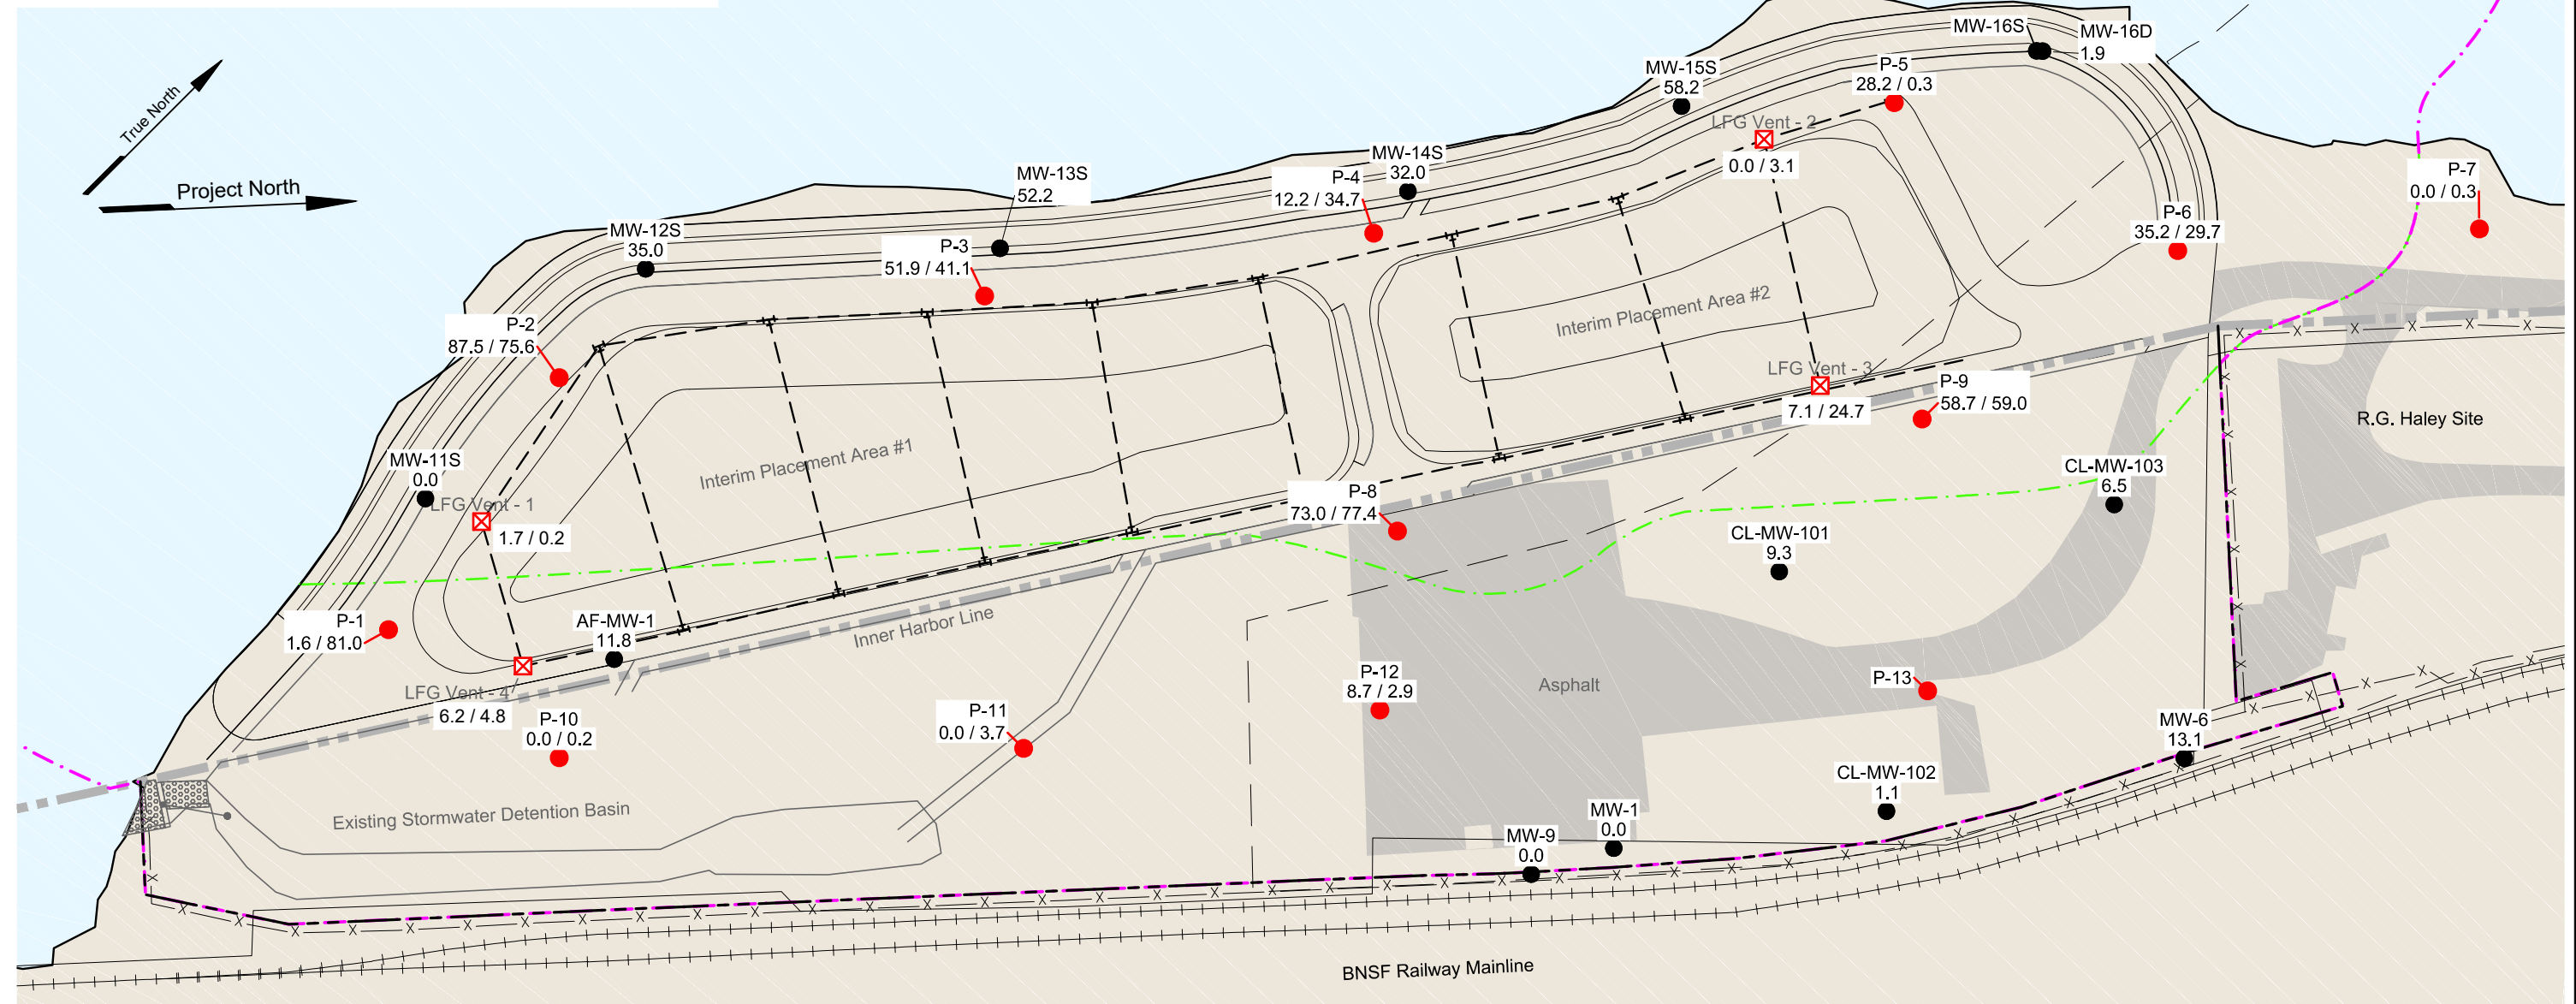 MW-16S
MW-16D
1.9
True North
Project North
MW-15S
58.2
P-5
28.2 / 0.3
LFG Vent - 2
0.0 / 3.1
MW-14S
32.0
P-4
12.2 / 34.7
MW-13S
52.2
P-7
0.0 / 0.3
P-6
35.2 / 29.7
MW-12S
35.0
P-3
51.9 / 41.1
P-2
87.5 / 75.6
Interim Placement Area #2
LFG Vent - 3
7.1 / 24.7
P-9
58.7 / 59.0
R.G. Haley Site
Interim Placement Area #1
MW-11S
0.0
LFG Vent - 1
1.7 / 0.2
P-8
73.0 / 77.4
CL-MW-103
6.5
CL-MW-101
9.3
P-1
1.6 / 81.0
AF-MW-1
11.8
Inner Harbor Line
LFG Vent - 4
6.2 / 4.8
P-10
0.0 / 0.2
P-11
0.0 / 3.7
P-12
8.7 / 2.9
Asphalt
P-13
MW-6
13.1
CL-MW-102
1.1
Existing Stormwater Detention Basin
MW-1
0.0
MW-9
0.0
BNSF Railway Mainline